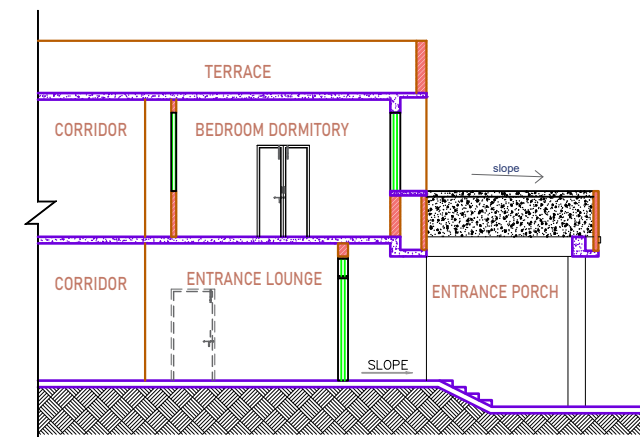 TERRACE
CORRIDOR
BEDROOM DORMITORY
slope
CORRIDOR
ENTRANCE LOUNGE
ENTRANCE PORCH
SLOPE